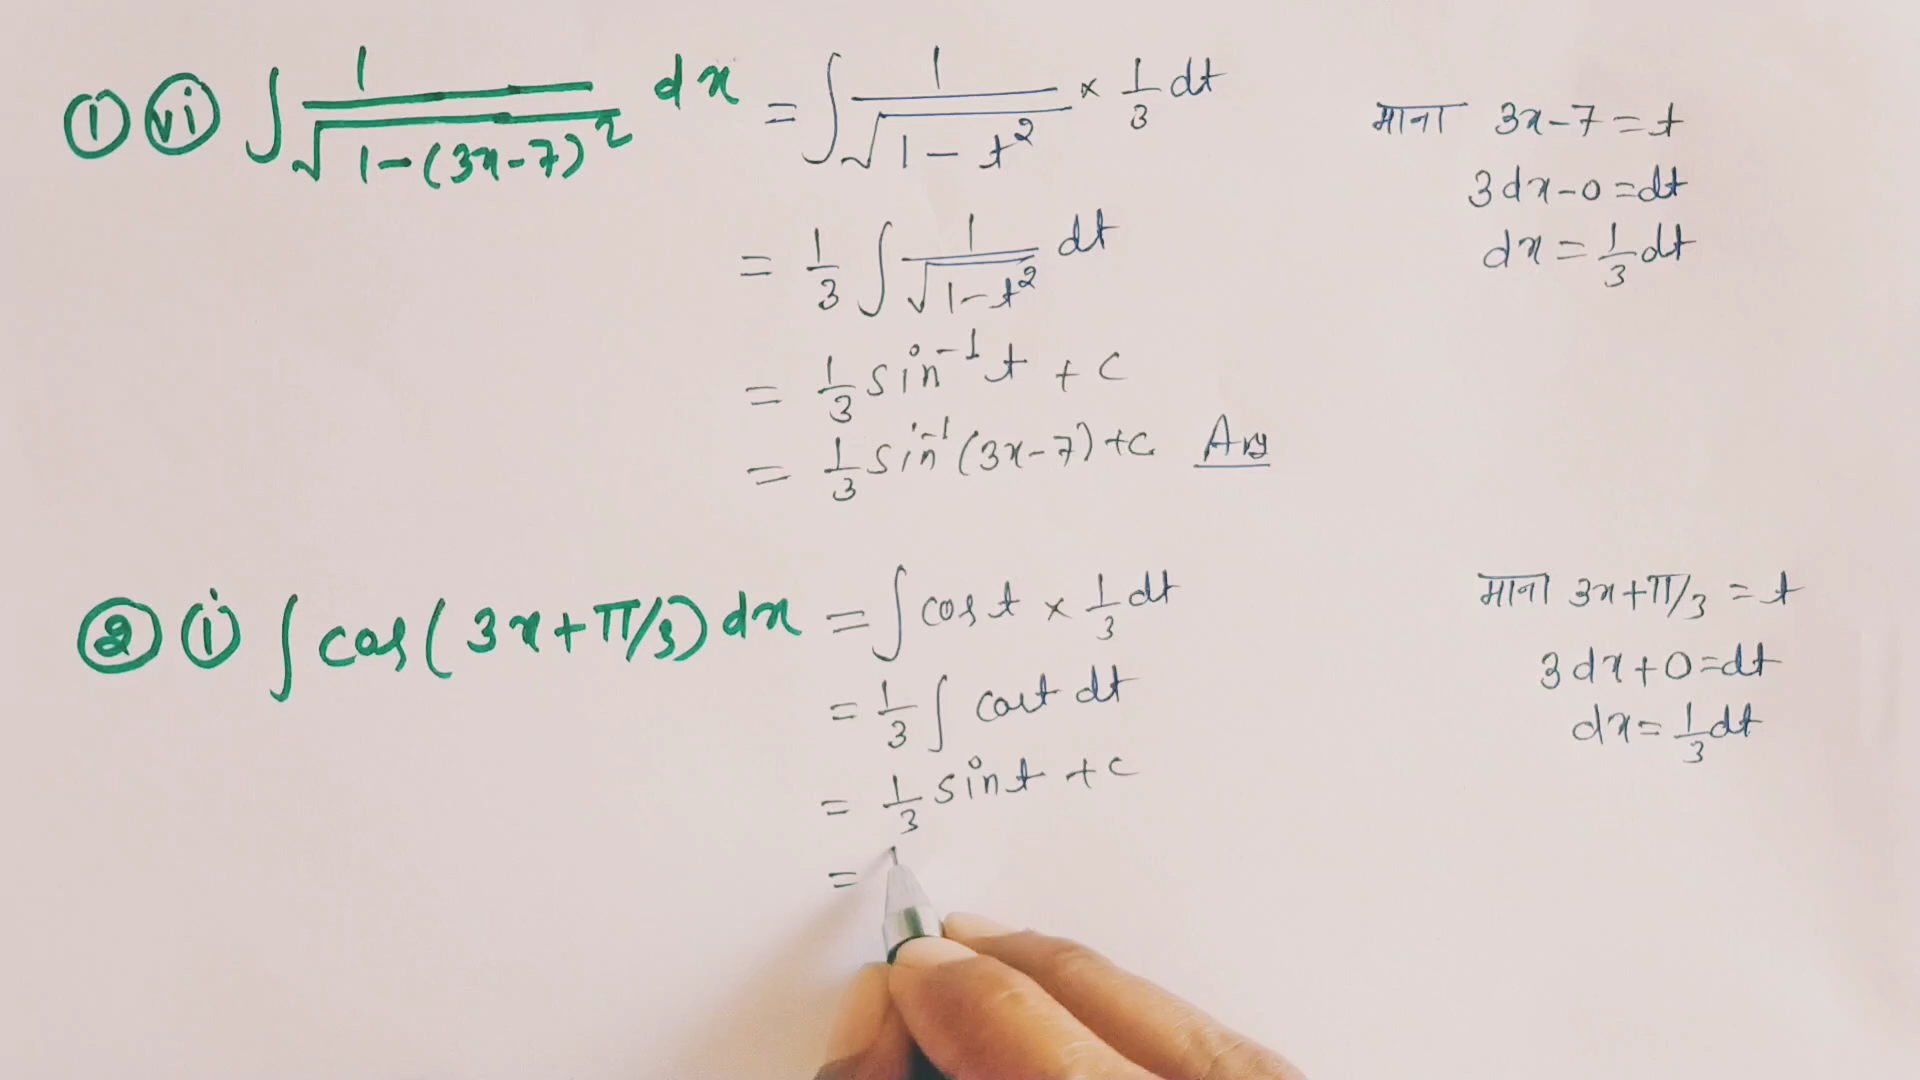 ① ⓥⓘ ∫ 1/√(1-(3x-7)²) dx = ∫ 1/√(1-t²) × 1/3 dt
= 1/3 ∫ 1/√(1-t²) dt
= 1/3 sin⁻¹ t + c
= 1/3 sin⁻¹ (3x-7) + c Ans
माना 3x-7 = t
3dx-0 = dt
dx = 1/3 dt
② ⓘ ∫ cos(3x+π/3) dx = ∫ cos t × 1/3 dt
= 1/3 ∫ cost dt
= 1/3 sint + c
=
माना 3x+π/3 = t
3dx+0 = dt
dx = 1/3 dt